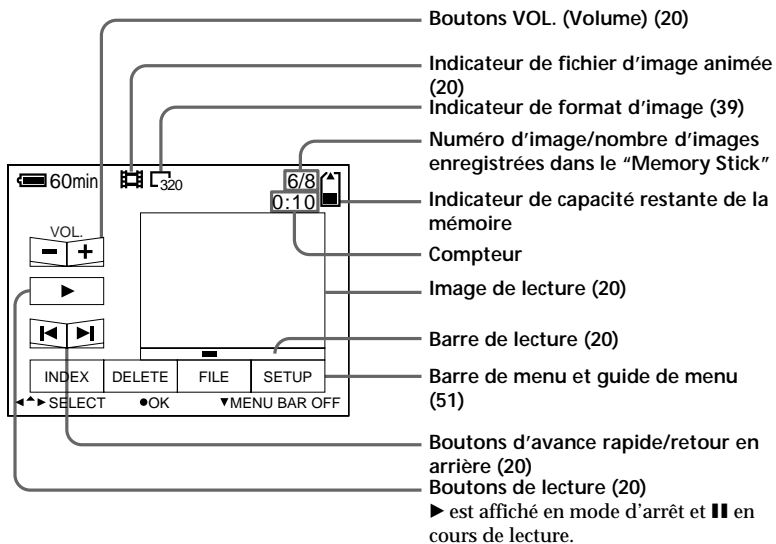 Boutons VOL. (Volume) (20)
Indicateur de fichier d'image animée
(20)
Indicateur de format d'image (39)
Numéro d'image/nombre d'images
enregistrées dans le “Memory Stick”
Indicateur de capacité restante de la
mémoire
Compteur
Image de lecture (20)
Barre de lecture (20)
Barre de menu et guide de menu
(51)
Boutons d'avance rapide/retour en
arrière (20)
Boutons de lecture (20)
► est affiché en mode d'arrêt et ❚❚ en
cours de lecture.
60min 320 6/8
0:10
VOL.
− +
INDEX DELETE FILE SETUP
◄▲► SELECT ●OK ▼MENU BAR OFF